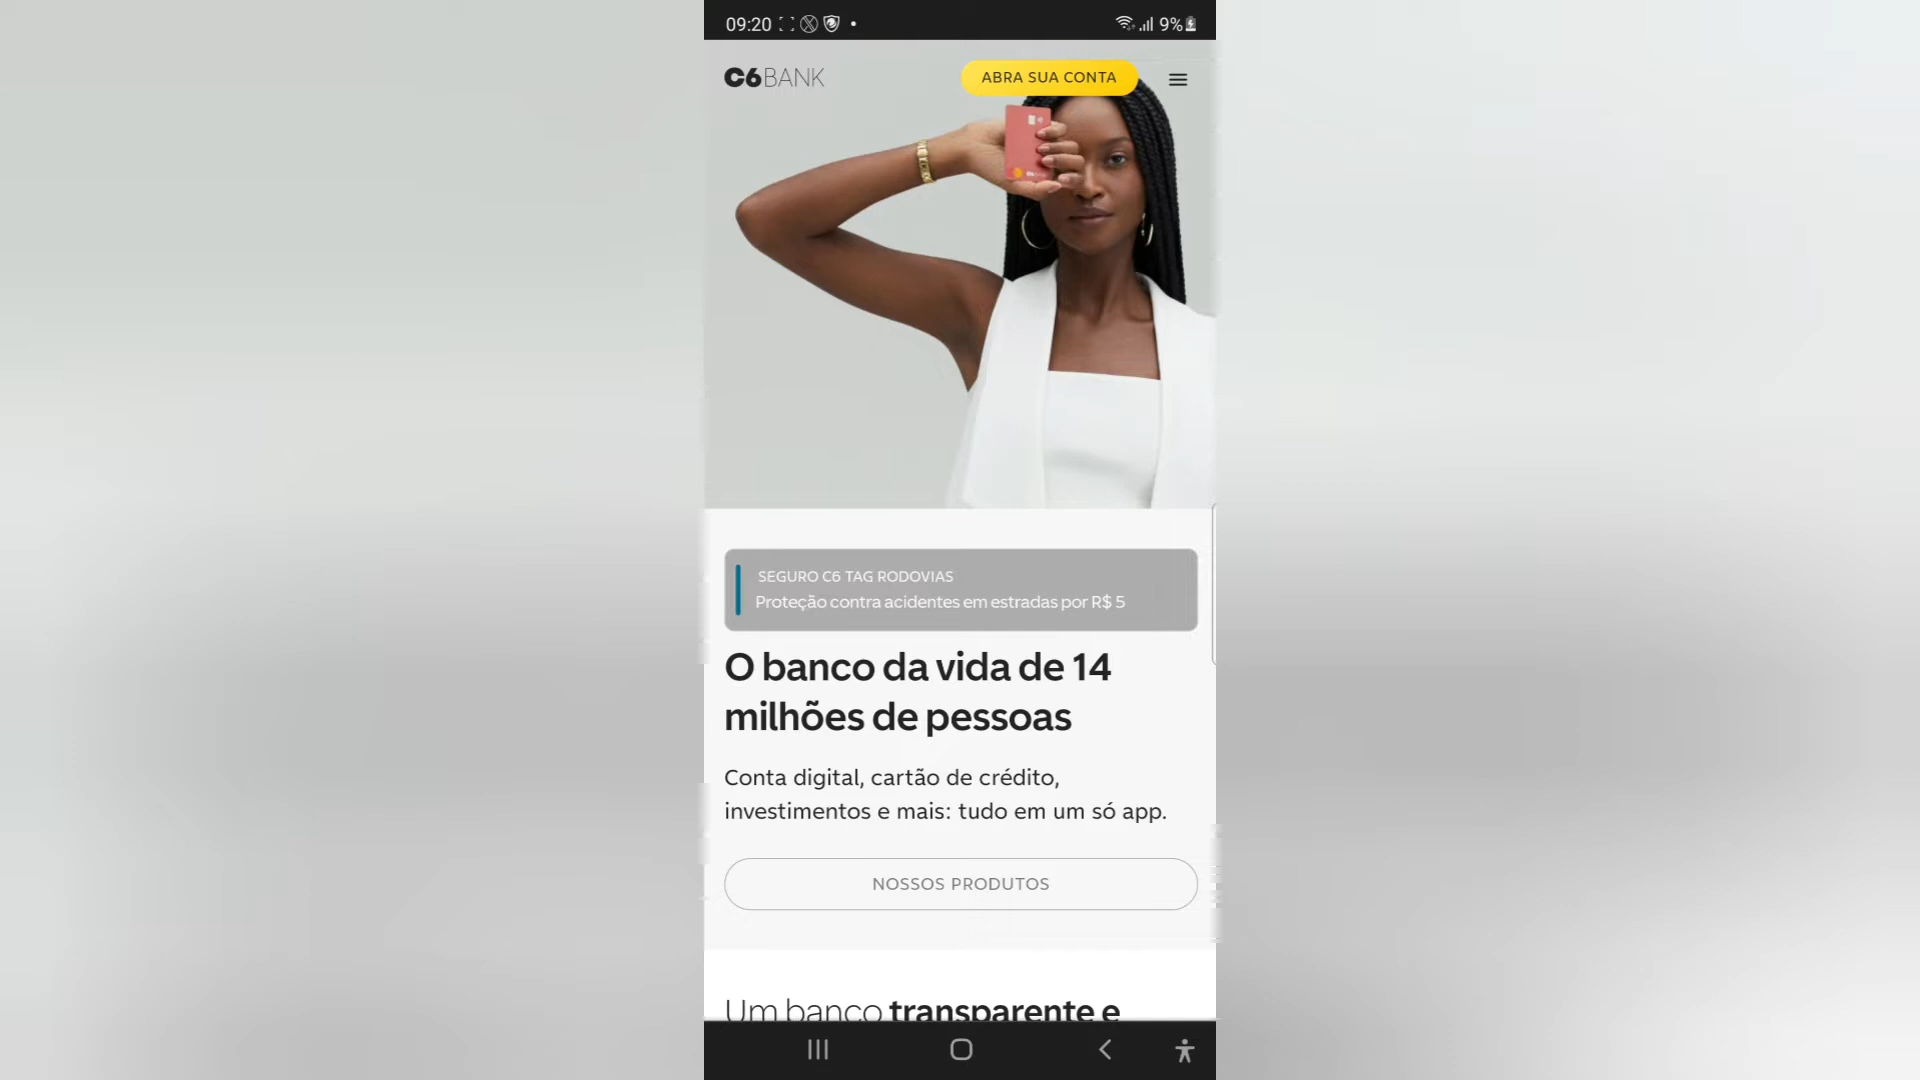 09:20
9%
C6BANK
ABRA SUA CONTA
SEGURO C6 TAG RODOVIAS
Proteção contra acidentes em estradas por R$ 5
O banco da vida de 14
milhões de pessoas
Conta digital, cartão de crédito,
investimentos e mais: tudo em um só app.
NOSSOS PRODUTOS
Um banco transparente e